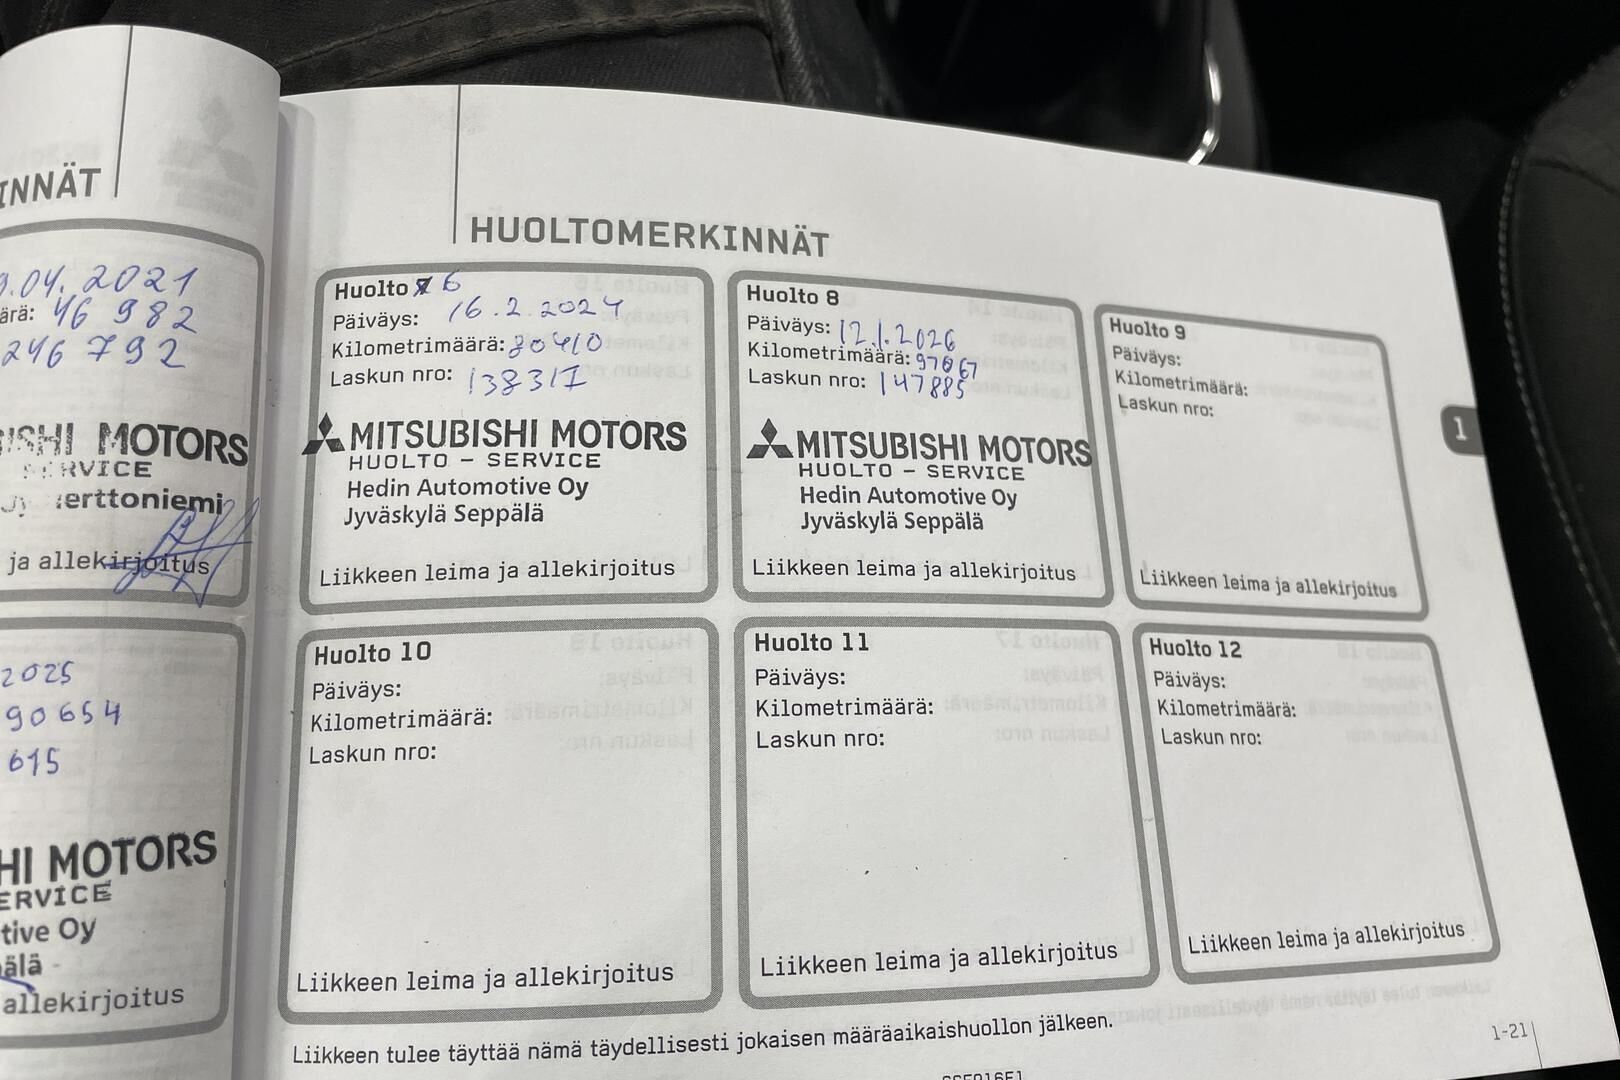 INNÄT
9.04.2021
ärä: 46 982
246 792
ISHI MOTORS
SERVICE
erttoniemi
ja allekirjoitus
2025
90654
615
HI MOTORS
ERVICE
tive Oy
älä
allekirjoitus
HUOLTOMERKINNÄT
Huolto 7 6
Päiväys: 16.2.2024
Kilometrimäärä: 80410
Laskun nro: 138317
MITSUBISHI MOTORS
HUOLTO – SERVICE
Hedin Automotive Oy
Jyväskylä Seppälä
Liikkeen leima ja allekirjoitus
Huolto 8
Päiväys: 12.1.2026
Kilometrimäärä: 97067
Laskun nro: 147885
MITSUBISHI MOTORS
HUOLTO – SERVICE
Hedin Automotive Oy
Jyväskylä Seppälä
Liikkeen leima ja allekirjoitus
Huolto 9
Päiväys:
Kilometrimäärä:
Laskun nro:
Liikkeen leima ja allekirjoitus
1
Huolto 10
Päiväys:
Kilometrimäärä:
Laskun nro:
Liikkeen leima ja allekirjoitus
Huolto 11
Päiväys:
Kilometrimäärä:
Laskun nro:
Liikkeen leima ja allekirjoitus
Huolto 12
Päiväys:
Kilometrimäärä:
Laskun nro:
Liikkeen leima ja allekirjoitus
Liikkeen tulee täyttää nämä täydellisesti jokaisen määräaikaishuollon jälkeen.
1-21